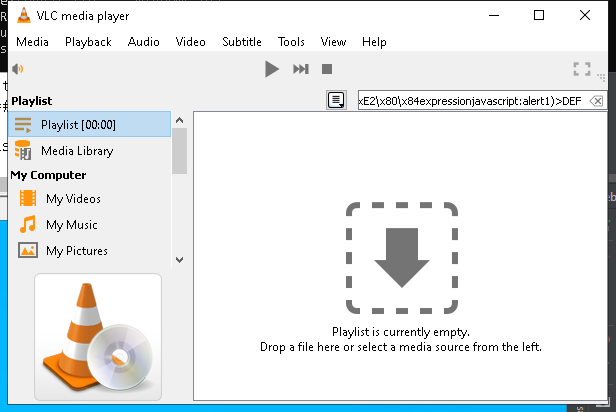 VLC media player
Media Playback Audio Video Subtitle Tools View Help
Playlist
xE2\x80\x84expressionjavascript:alert1)>DEF
Playlist [00:00]
Media Library
My Computer
My Videos
My Music
My Pictures
Playlist is currently empty.
Drop a file here or select a media source from the left.